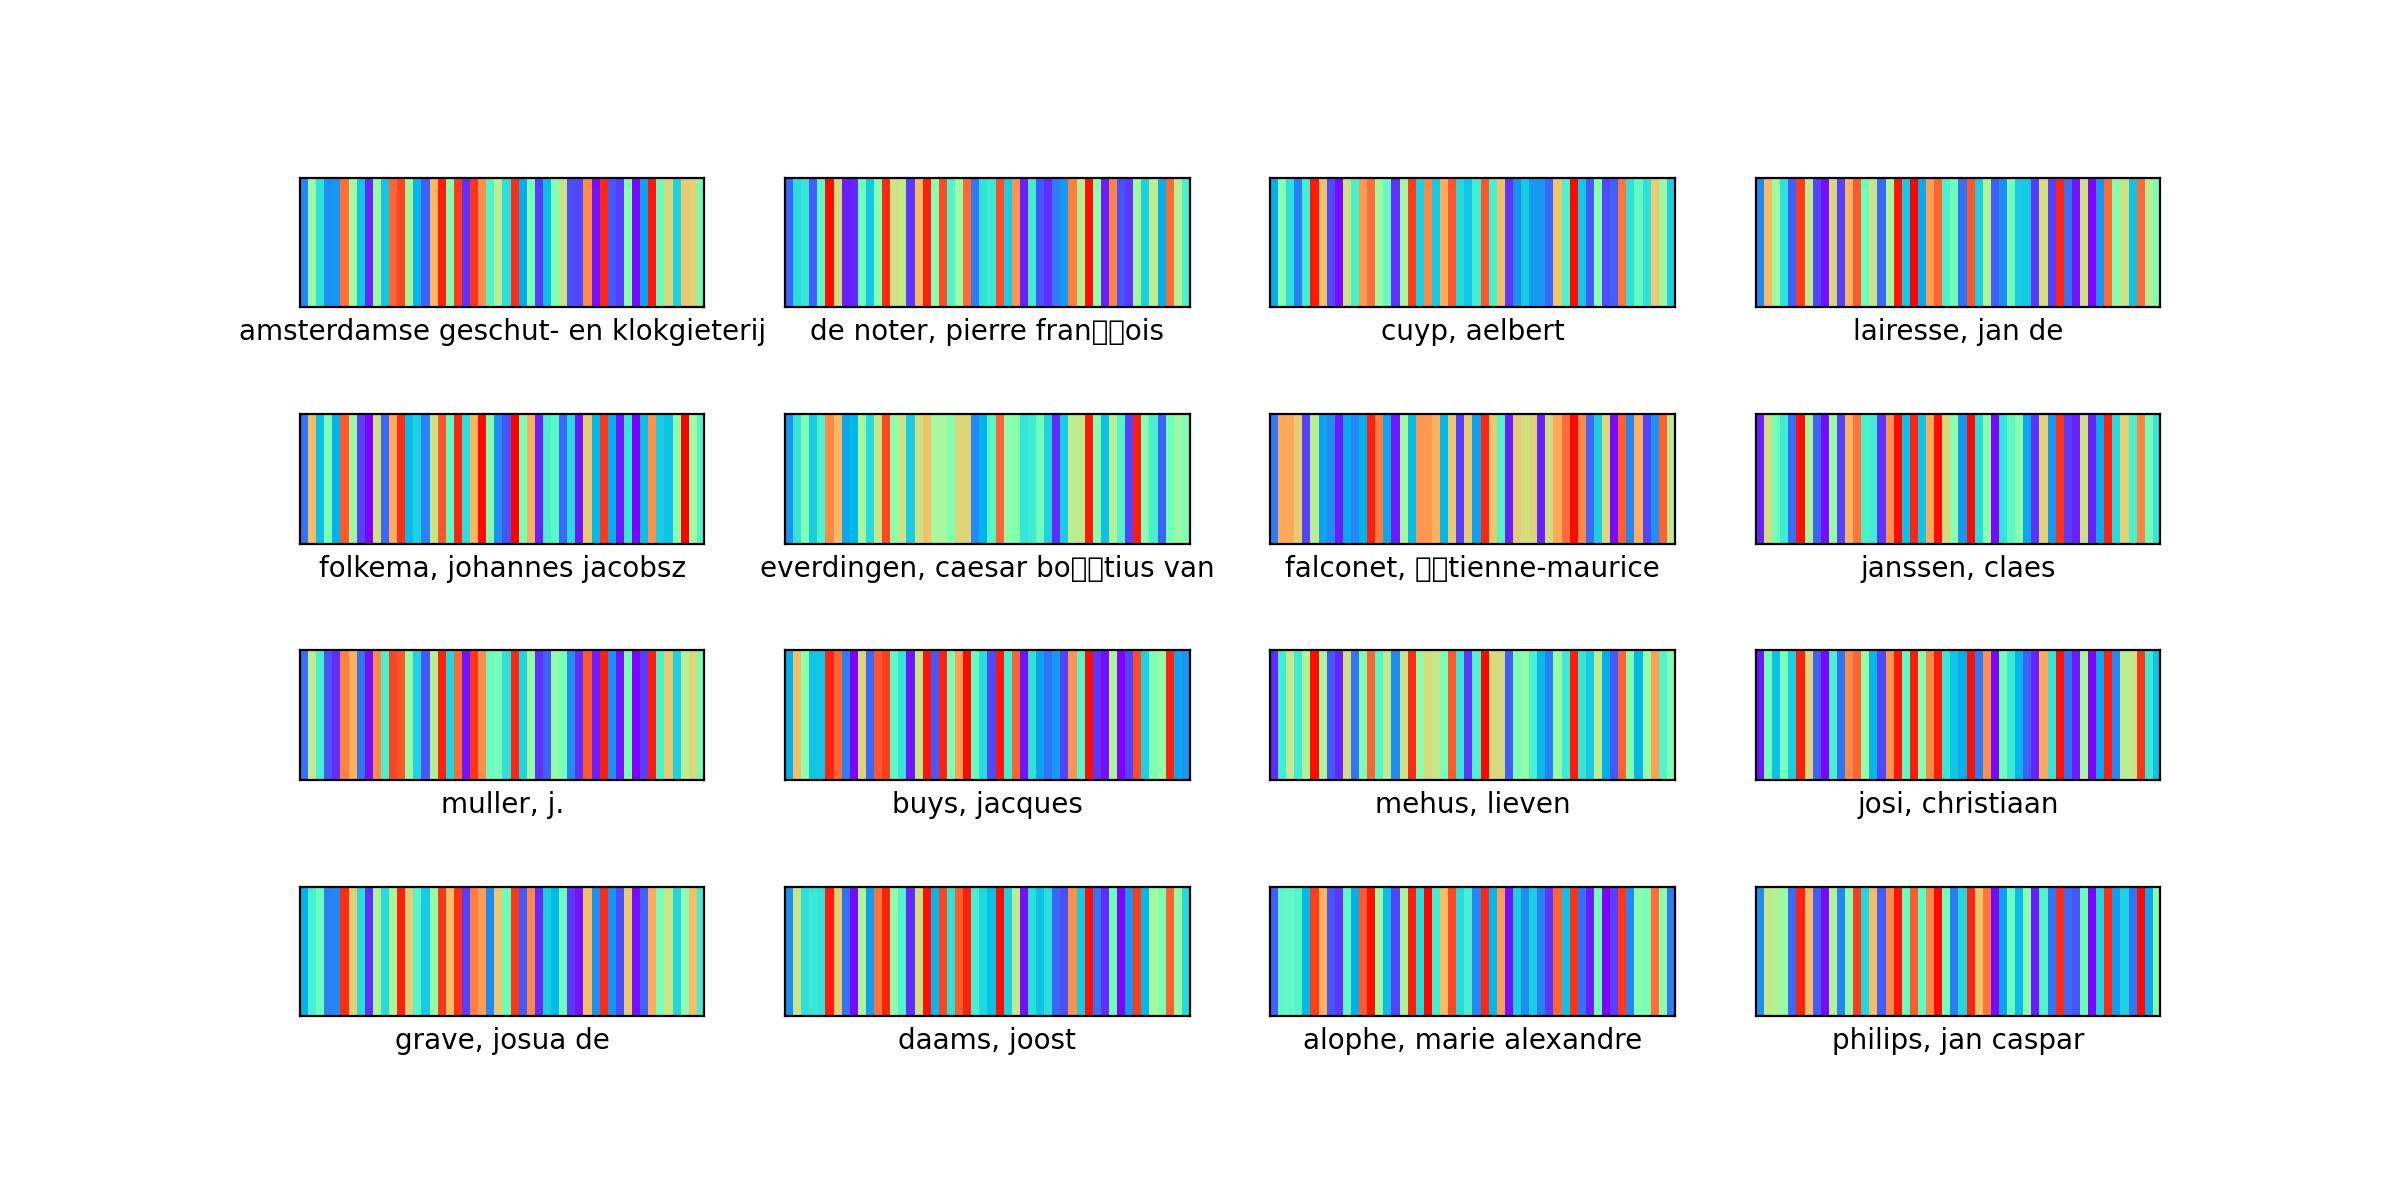 amsterdamse geschut- en klokgieterij
de noter, pierre fran▯▯ois
cuyp, aelbert
lairesse, jan de
folkema, johannes jacobsz
everdingen, caesar bo▯▯tius van
falconet, ▯▯tienne-maurice
janssen, claes
muller, j.
buys, jacques
mehus, lieven
josi, christiaan
grave, josua de
daams, joost
alophe, marie alexandre
philips, jan caspar